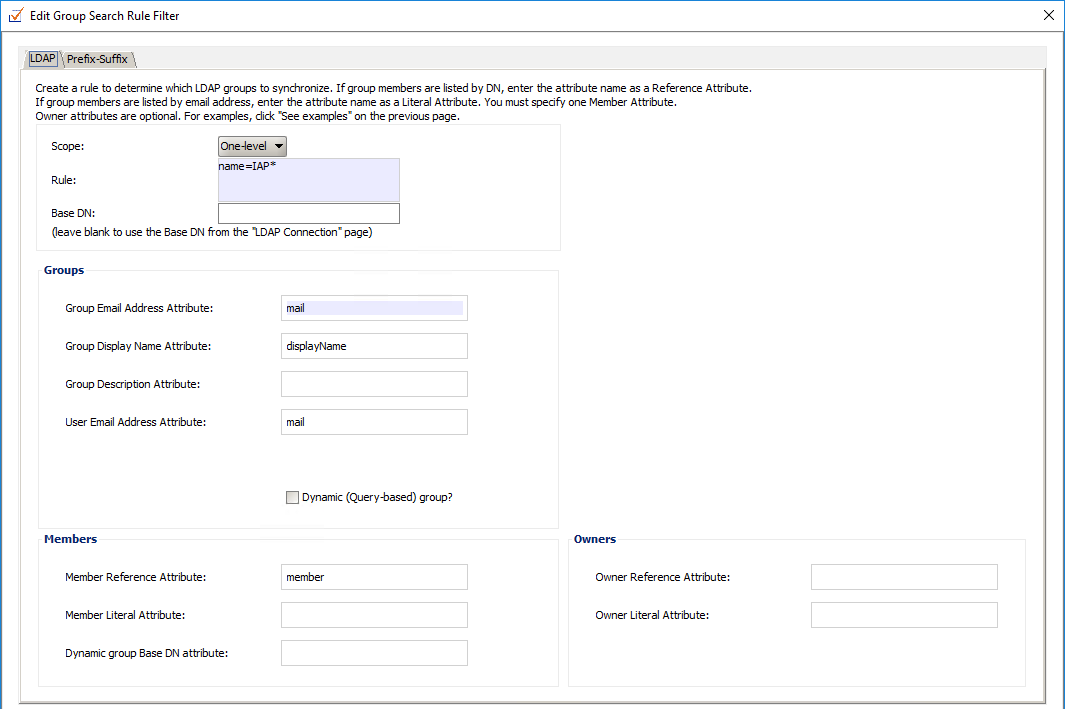 Edit Group Search Rule Filter
LDAP
Prefix-Suffix
Create a rule to determine which LDAP groups to synchronize. If group members are listed by DN, enter the attribute name as a Reference Attribute.
If group members are listed by email address, enter the attribute name as a Literal Attribute. You must specify one Member Attribute.
Owner attributes are optional. For examples, click "See examples" on the previous page.
Scope:
One-level
Rule:
name=IAP*
Base DN:
(leave blank to use the Base DN from the "LDAP Connection" page)
Groups
Group Email Address Attribute:
mail
Group Display Name Attribute:
displayName
Group Description Attribute:
User Email Address Attribute:
mail
Dynamic (Query-based) group?
Members
Member Reference Attribute:
member
Member Literal Attribute:
Dynamic group Base DN attribute:
Owners
Owner Reference Attribute:
Owner Literal Attribute: